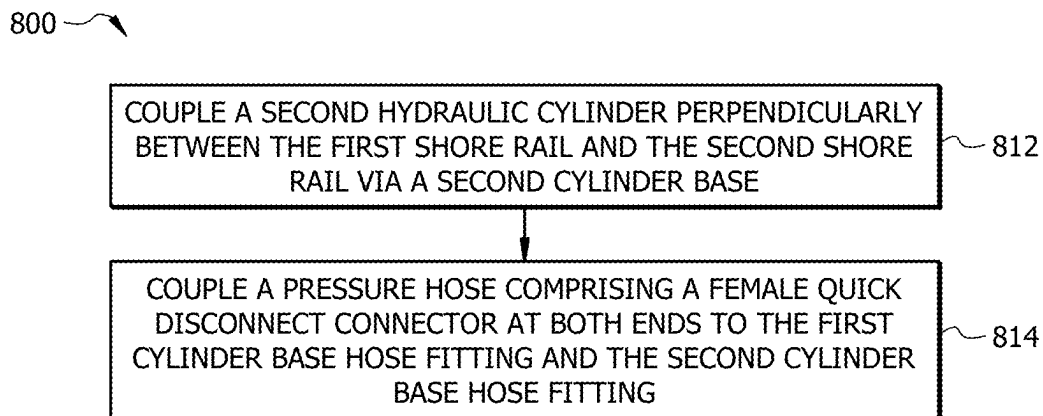 800
COUPLE A SECOND HYDRAULIC CYLINDER PERPENDICULARLY
BETWEEN THE FIRST SHORE RAIL AND THE SECOND SHORE
RAIL VIA A SECOND CYLINDER BASE
812
COUPLE A PRESSURE HOSE COMPRISING A FEMALE QUICK
DISCONNECT CONNECTOR AT BOTH ENDS TO THE FIRST
CYLINDER BASE HOSE FITTING AND THE SECOND CYLINDER
BASE HOSE FITTING
814